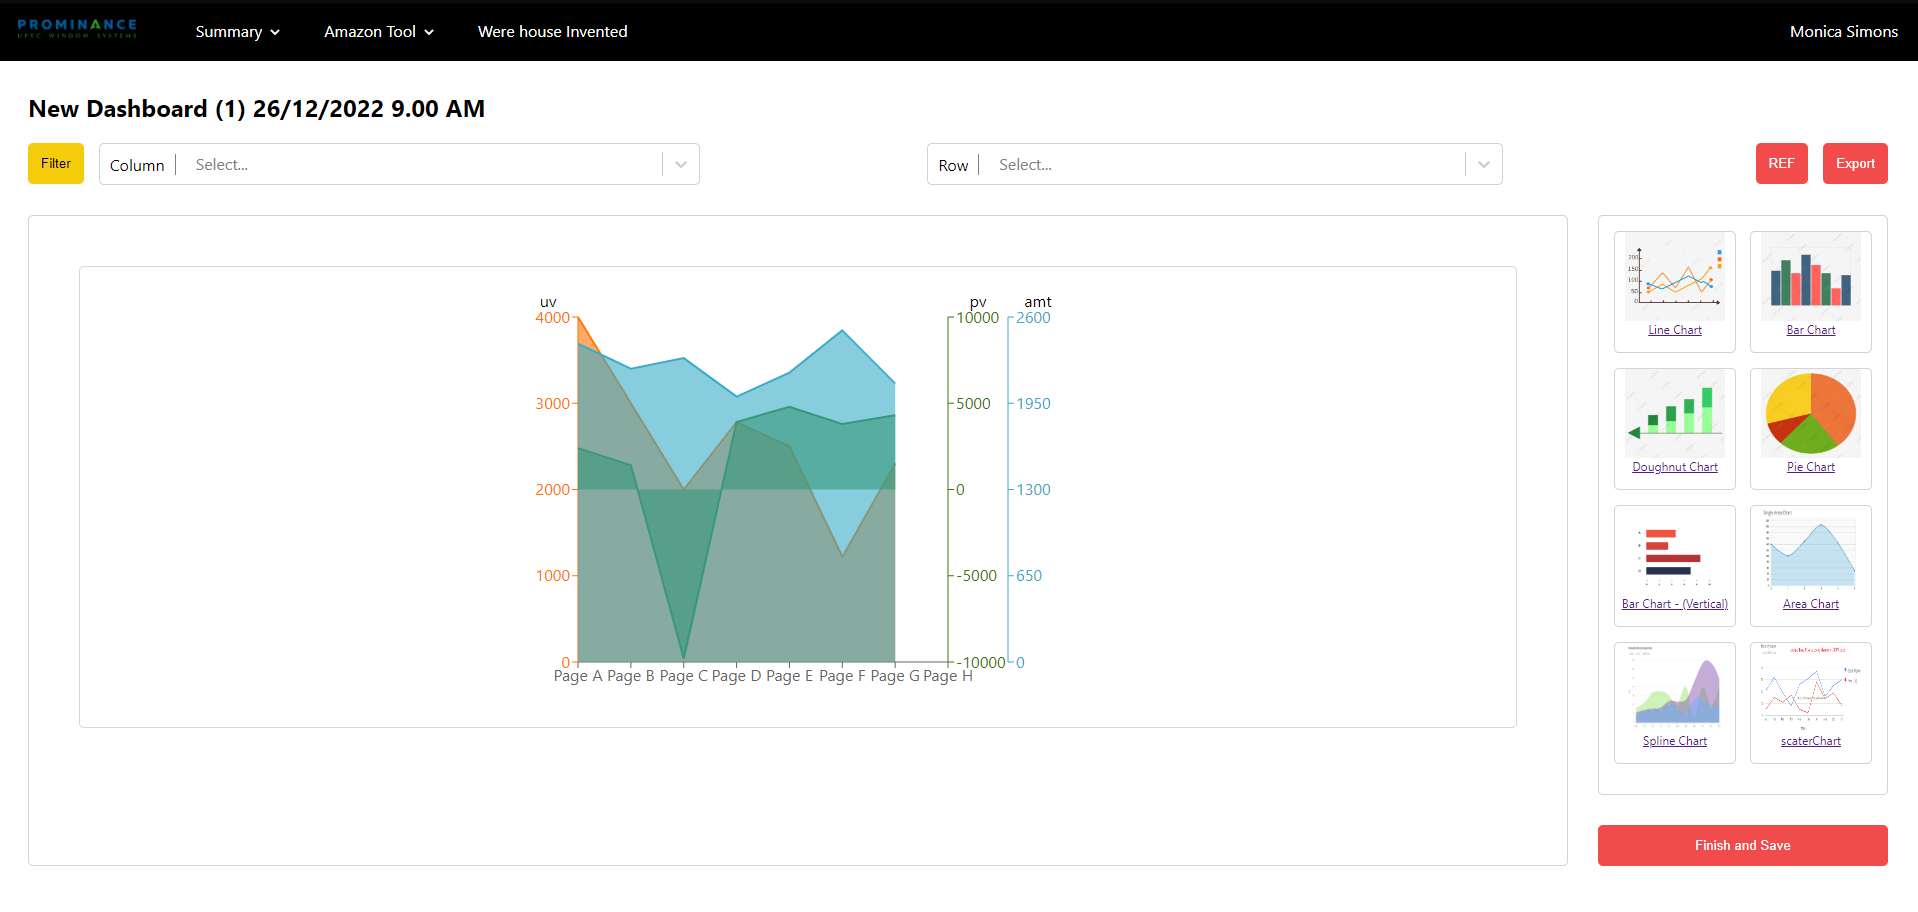 PROMINANCE
UPVC WINDOW SYSTEMS
Summary
Amazon Tool
Were house Invented
Monica Simons
New Dashboard (1) 26/12/2022 9.00 AM
Filter
Column
Select...
Row
Select...
REF
Export
uv
pv
amt
4000
10000
2600
3000
5000
1950
2000
0
1300
1000
-5000
650
0
-10000
0
Page A Page B Page C Page D Page E Page F Page G Page H
Line Chart
Bar Chart
Doughnut Chart
Pie Chart
Bar Chart - (Vertical)
Area Chart
Spline Chart
scaterChart
Finish and Save